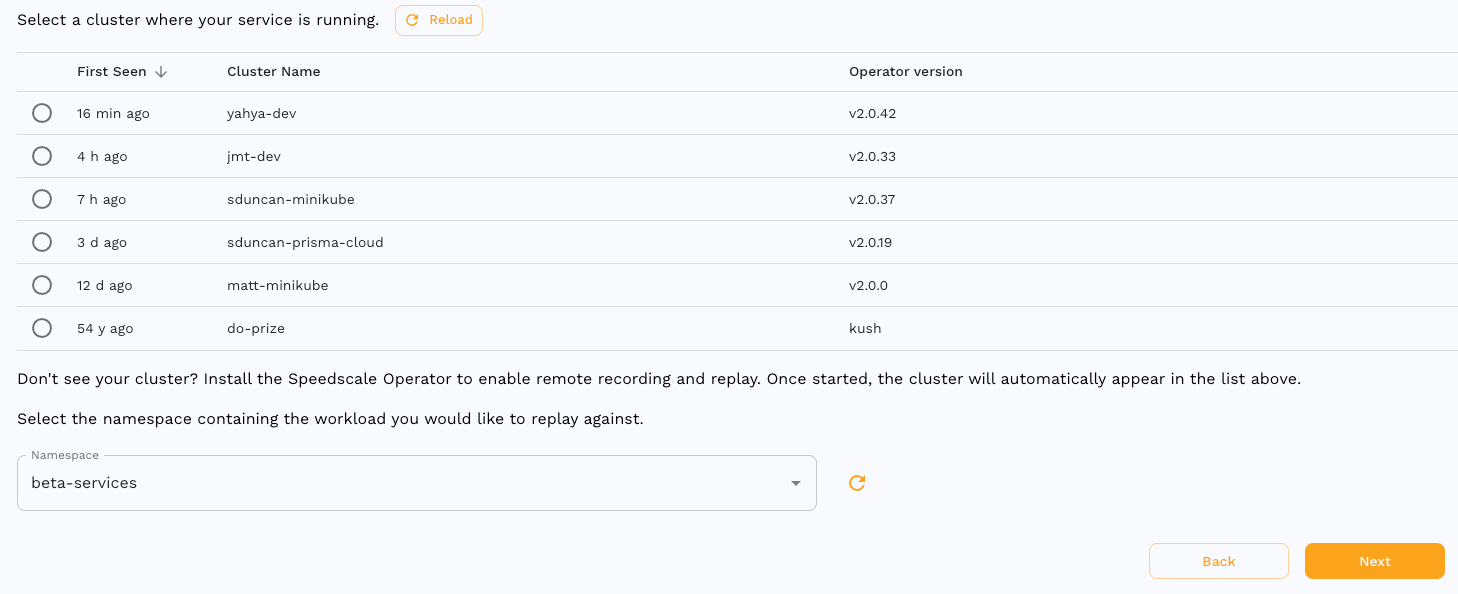 Select a cluster where your service is running. Reload
First Seen Cluster Name Operator version
16 min ago yahya-dev v2.0.42
4 h ago jmt-dev v2.0.33
7 h ago sduncan-minikube v2.0.37
3 d ago sduncan-prisma-cloud v2.0.19
12 d ago matt-minikube v2.0.0
54 y ago do-prize kush
Don't see your cluster? Install the Speedscale Operator to enable remote recording and replay. Once started, the cluster will automatically appear in the list above.
Select the namespace containing the workload you would like to replay against.
Namespace
beta-services
Back Next